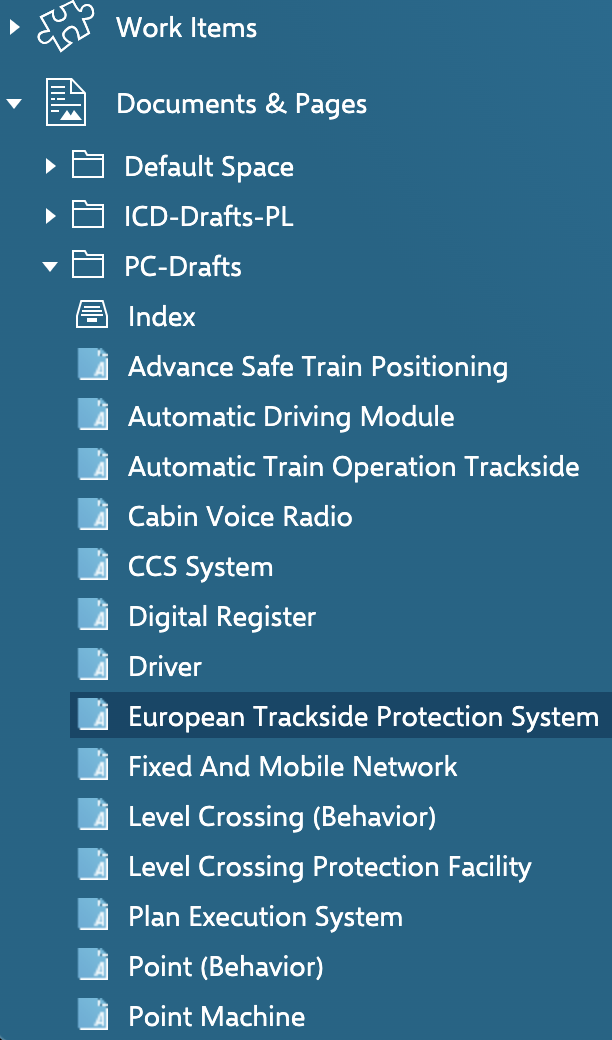 Work Items
Documents & Pages
Default Space
ICD-Drafts-PL
PC-Drafts
Index
Advance Safe Train Positioning
Automatic Driving Module
Automatic Train Operation Trackside
Cabin Voice Radio
CCS System
Digital Register
Driver
European Trackside Protection System
Fixed And Mobile Network
Level Crossing (Behavior)
Level Crossing Protection Facility
Plan Execution System
Point (Behavior)
Point Machine